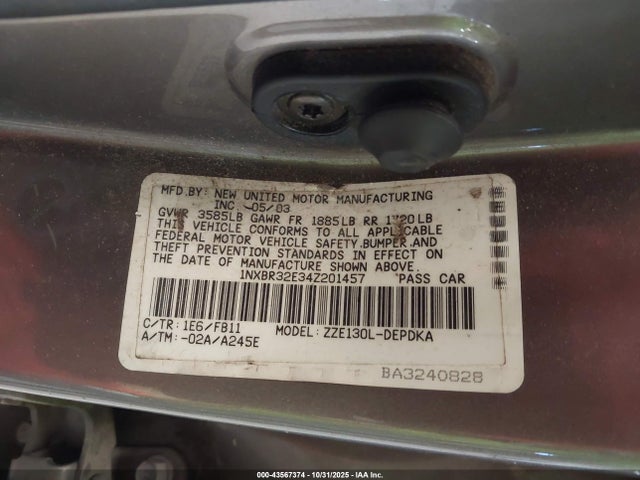 MFD.BY: NEW UNITED MOTOR MANUFACTURING
INC 05/03
GVWR 3585LB GAWR FR 1885LB RR 1720LB
THIS VEHICLE CONFORMS TO ALL APPLICABLE
FEDERAL MOTOR VEHICLE SAFETY,BUMPER,AND
THEFT PREVENTION STANDARDS IN EFFECT ON
THE DATE OF MANUFACTURE SHOWN ABOVE.
1NXBR32E34Z201457 PASS CAR
C/TR: 1E6/FB11 MODEL: ZZE130L-DEPDKA
A/TM: -02A/A245E
BA3240828
000-43567374 | 10/31/2025 | IAA Inc.